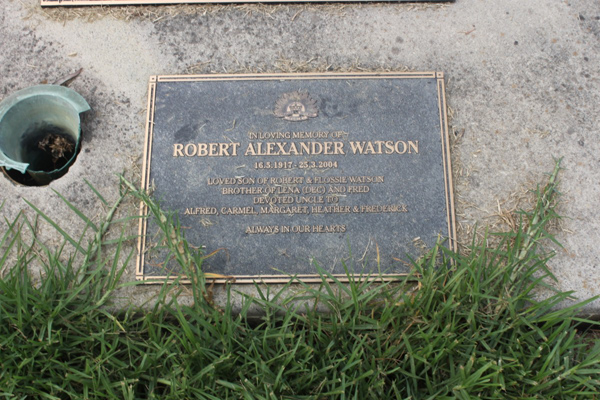 IN LOVING MEMORY OF
ROBERT ALEXANDER WATSON
16.5.1917 - 25.3.2004
LOVED SON OF ROBERT & FLOSSIE WATSON
BROTHER OF LENA (DEC) AND FRED
DEVOTED UNCLE TO
ALFRED, CARMEL, MARGARET, HEATHER & FREDERICK
ALWAYS IN OUR HEARTS